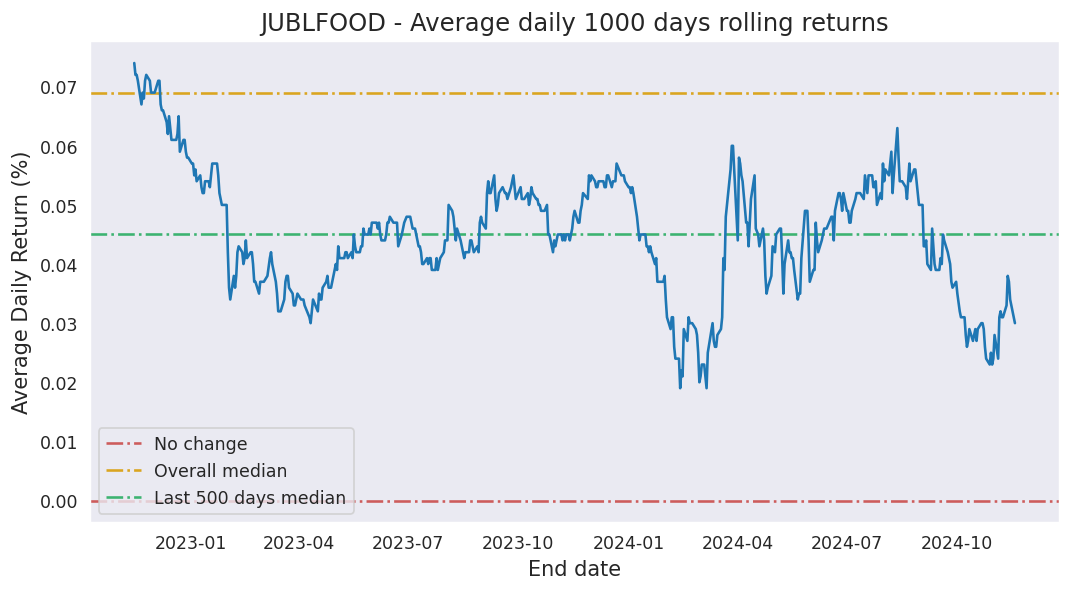 JUBLFOOD - Average daily 1000 days rolling returns
Average Daily Return (%)
0.07
0.06
0.05
0.04
0.03
0.02
0.01
0.00
No change
Overall median
Last 500 days median
2023-01 2023-04 2023-07 2023-10 2024-01 2024-04 2024-07 2024-10
End date